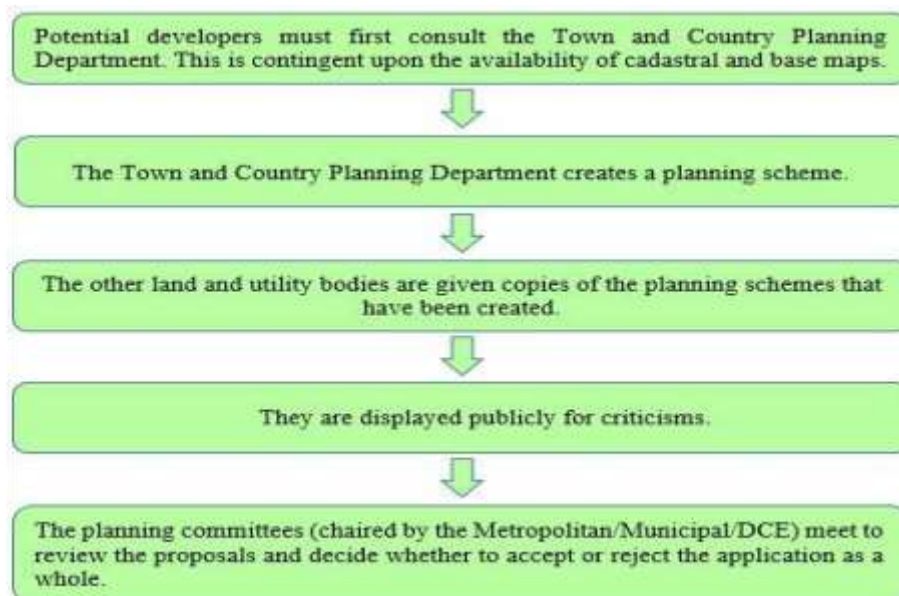 Potential developers must first consult the Town and Country Planning
Department. This is contingent upon the availability of cadastral and base maps.
The Town and Country Planning Department creates a planning scheme.
The other land and utility bodies are given copies of the planning schemes that
have been created.
They are displayed publicly for criticisms.
The planning committees (chaired by the Metropolitan/Municipal/DCE) meet to
review the proposals and decide whether to accept or reject the application as a
whole.